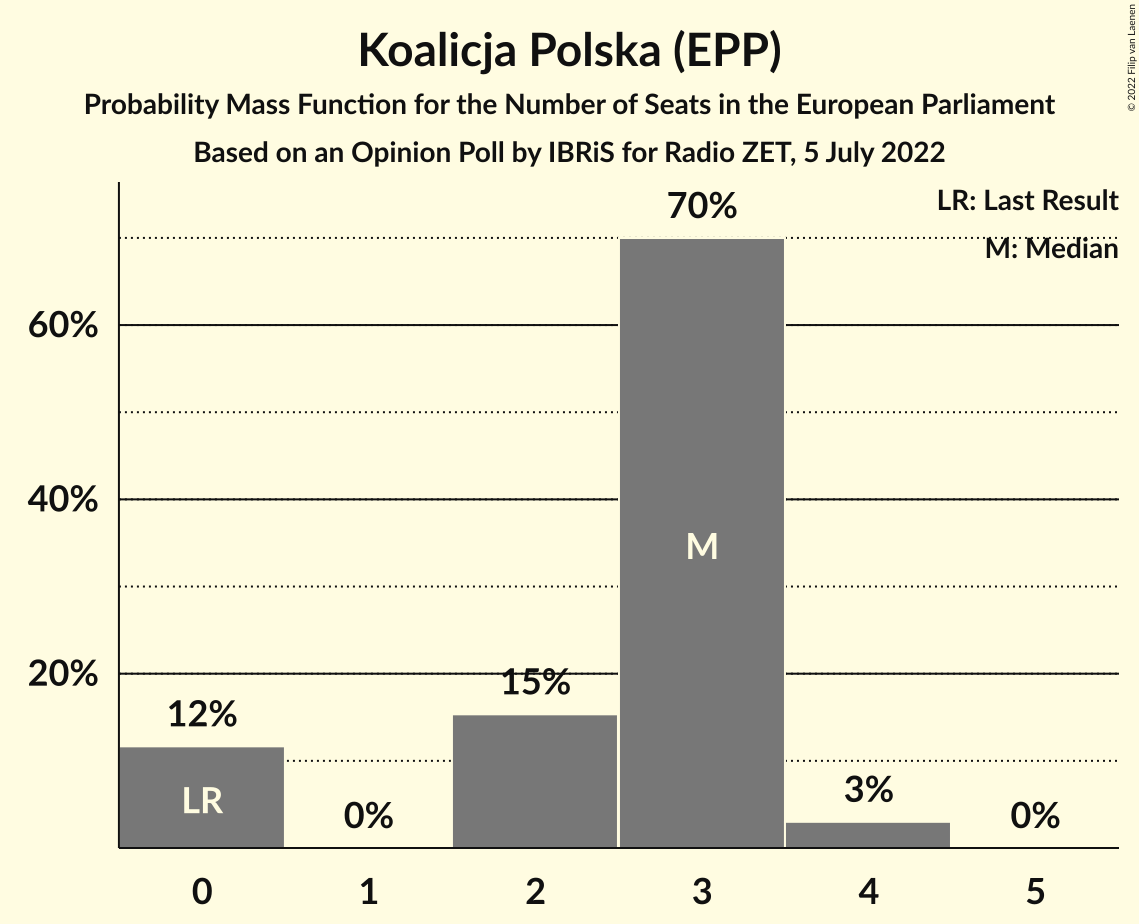 Koalicja Polska (EPP)
Probability Mass Function for the Number of Seats in the European Parliament
Based on an Opinion Poll by IBRiS for Radio ZET, 5 July 2022
© 2022 Filip van Laenen
LR: Last Result
M: Median
70%
60%
40%
20%
M
15%
12%
LR
0%
3%
0%
0 1 2 3 4 5